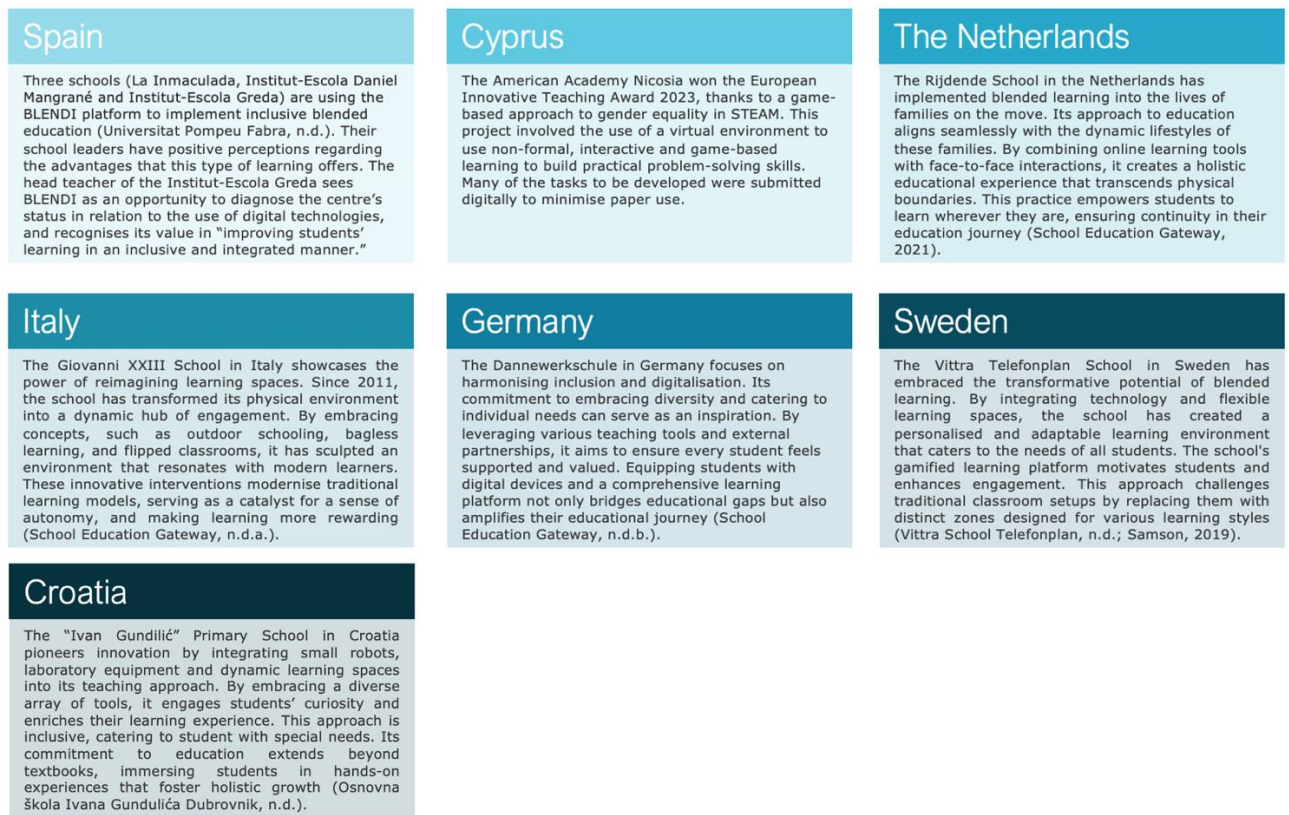 Spain
Three schools (La Inmaculada, Institut-Escola Daniel
Mangrané and Institut-Escola Greda) are using the
BLENDI platform to implement inclusive blended
education (Universitat Pompeu Fabra, n.d.). Their
school leaders have positive perceptions regarding
the advantages that this type of learning offers. The
head teacher of the Institut-Escola Greda sees
BLENDI as an opportunity to diagnose the centre’s
status in relation to the use of digital technologies,
and recognises its value in “improving students’
learning in an inclusive and integrated manner.”
Cyprus
The American Academy Nicosia won the European
Innovative Teaching Award 2023, thanks to a game-
based approach to gender equality in STEAM. This
project involved the use of a virtual environment to
use non-formal, interactive and game-based
learning to build practical problem-solving skills.
Many of the tasks to be developed were submitted
digitally to minimise paper use.
The Netherlands
The Rijdende School in the Netherlands has
implemented blended learning into the lives of
families on the move. Its approach to education
aligns seamlessly with the dynamic lifestyles of
these families. By combining online learning tools
with face-to-face interactions, it creates a holistic
educational experience that transcends physical
boundaries. This practice empowers students to
learn wherever they are, ensuring continuity in their
education journey (School Education Gateway,
2021).
Italy
The Giovanni XXIII School in Italy showcases the
power of reimagining learning spaces. Since 2011,
the school has transformed its physical environment
into a dynamic hub of engagement. By embracing
concepts, such as outdoor schooling, bagless
learning, and flipped classrooms, it has sculpted an
environment that resonates with modern learners.
These innovative interventions modernise traditional
learning models, serving as a catalyst for a sense of
autonomy, and making learning more rewarding
(School Education Gateway, n.d.a.).
Germany
The Dannewerkschule in Germany focuses on
harmonising inclusion and digitalisation. Its
commitment to embracing diversity and catering to
individual needs can serve as an inspiration. By
leveraging various teaching tools and external
partnerships, it aims to ensure every student feels
supported and valued. Equipping students with
digital devices and a comprehensive learning
platform not only bridges educational gaps but also
amplifies their educational journey (School
Education Gateway, n.d.b.).
Sweden
The Vittra Telefonplan School in Sweden has
embraced the transformative potential of blended
learning. By integrating technology and flexible
learning spaces, the school has created a
personalised and adaptable learning environment
that caters to the needs of all students. The school's
gamified learning platform motivates students and
enhances engagement. This approach challenges
traditional classroom setups by replacing them with
distinct zones designed for various learning styles
(Vittra School Telefonplan, n.d.; Samson, 2019).
Croatia
The “Ivan Gundilić” Primary School in Croatia
pioneers innovation by integrating small robots,
laboratory equipment and dynamic learning spaces
into its teaching approach. By embracing a diverse
array of tools, it engages students’ curiosity and
enriches their learning experience. This approach is
inclusive, catering to student with special needs. Its
commitment to education extends beyond
textbooks, immersing students in hands-on
experiences that foster holistic growth (Osnovna
škola Ivana Gundulića Dubrovnik, n.d.).